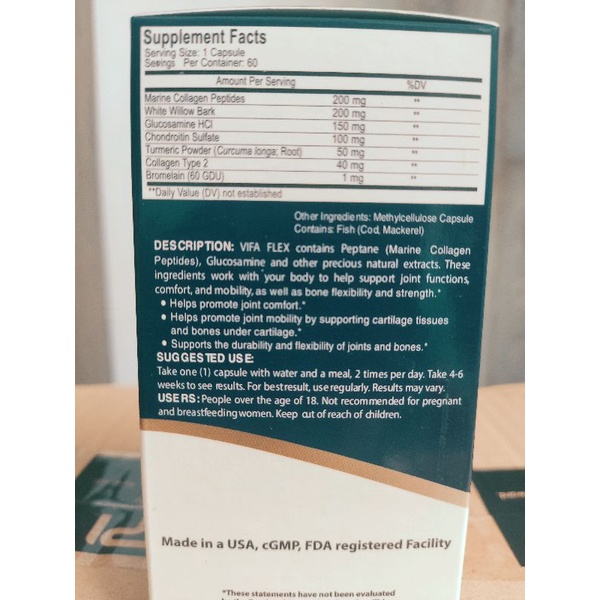 Supplement Facts
Serving Size: 1 Capsule
Servings Per Container: 60
Amount Per Serving %DV
Marine Collagen Peptides 200 mg **
White Willow Bark 200 mg **
Glucosamine HCl 150 mg **
Chondroitin Sulfate 100 mg **
Turmeric Powder (Curcuma longa; Root) 50 mg **
Collagen Type 2 40 mg **
Bromelain (60 GDU) 1 mg **
**Daily Value (DV) not established
Other Ingredients: Methylcellulose Capsule
Contains: Fish (Cod, Mackerel)
DESCRIPTION: VIFA FLEX contains Peptane (Marine Collagen
Peptides), Glucosamine and other precious natural extracts. These
ingredients work with your body to help support joint functions,
comfort, and mobility, as well as bone flexibility and strength.*
● Helps promote joint comfort.*
● Helps promote joint mobility by supporting cartilage tissues
and bones under cartilage.*
● Supports the durability and flexibility of joints and bones.*
SUGGESTED USE:
Take one (1) capsule with water and a meal, 2 times per day. Take 4-6
weeks to see results. For best result, use regularly. Results may vary.
USERS: People over the age of 18. Not recommended for pregnant
and breastfeeding women. Keep out of reach of children.
Made in a USA, cGMP, FDA registered Facility
*These statements have not been evaluated